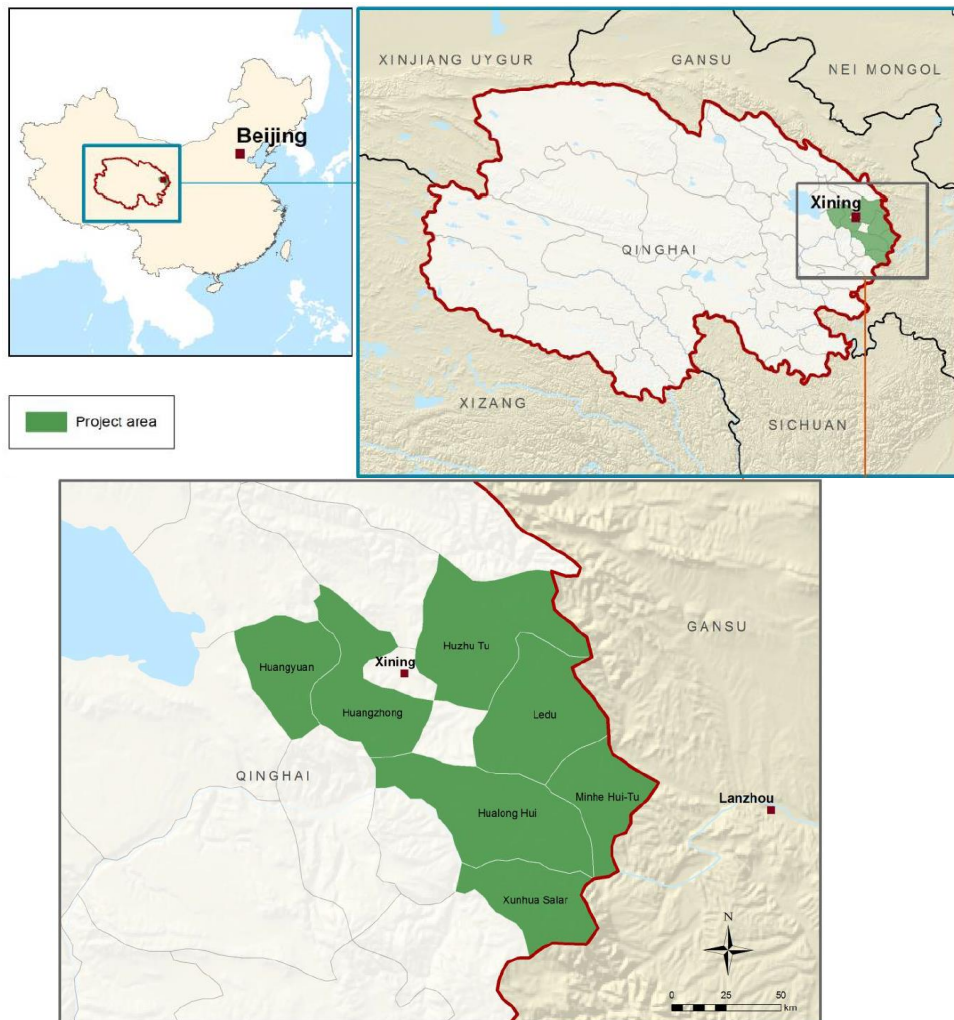 Beijing
XINJIANG UYGUR
GANSU
NEI MONGOL
Xining
QINGHAI
XIZANG
SICHUAN
Project area
GANSU
Huzhu Tu
Xining
Huangyuan
Huangzhong
Ledu
QINGHAI
Minhe Hui-Tu
Lanzhou
Hualong Hui
Xunhua Salar
N
0 25 50
km